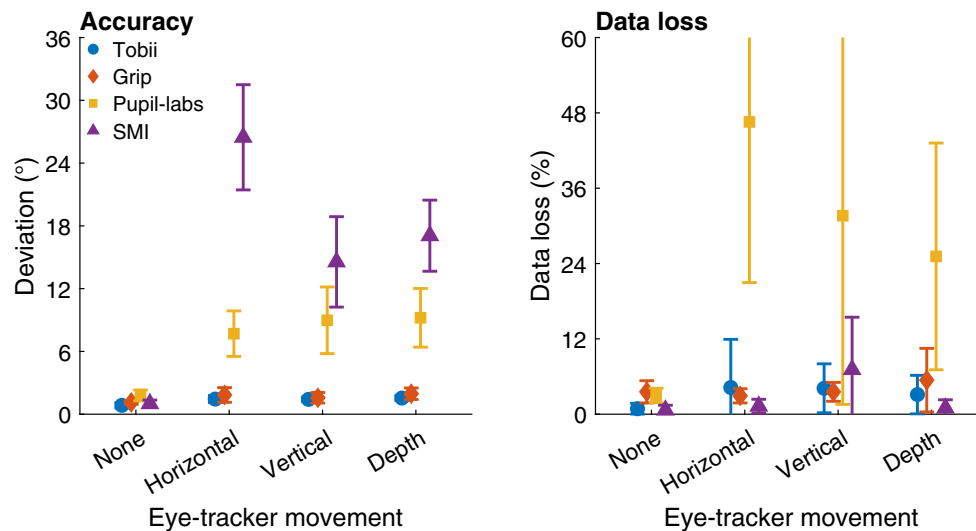 Accuracy
36
30
24
18
12
6
0
Deviation (°)
Tobii
Grip
Pupil-labs
SMI
None
Horizontal
Vertical
Depth
Eye-tracker movement
Data loss
60
48
36
24
12
0
Data loss (%)
None
Horizontal
Vertical
Depth
Eye-tracker movement